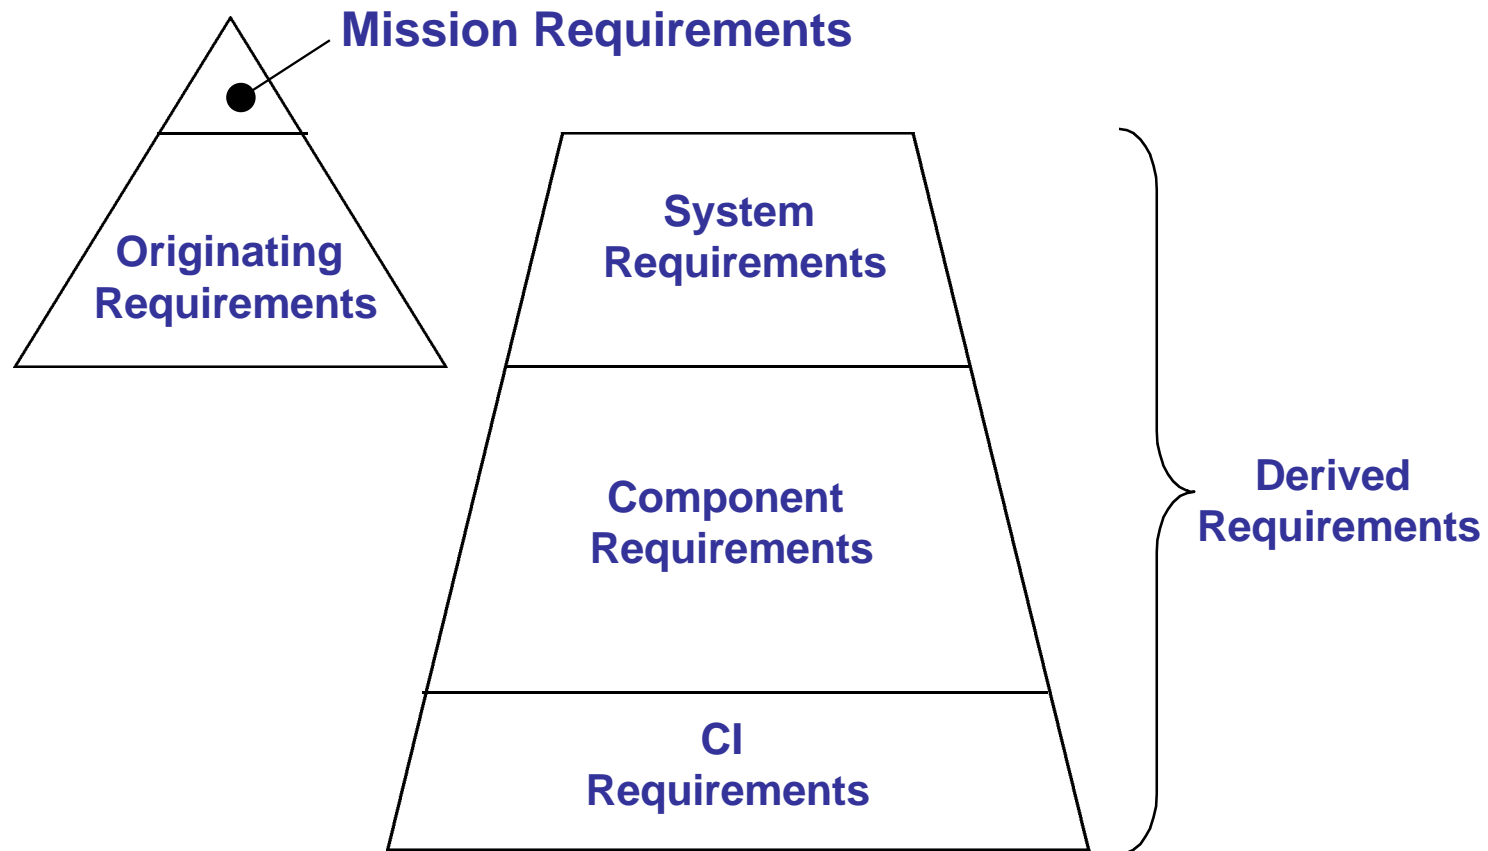 Mission Requirements
Originating
Requirements
System
Requirements
Component
Requirements
CI
Requirements
Derived
Requirements